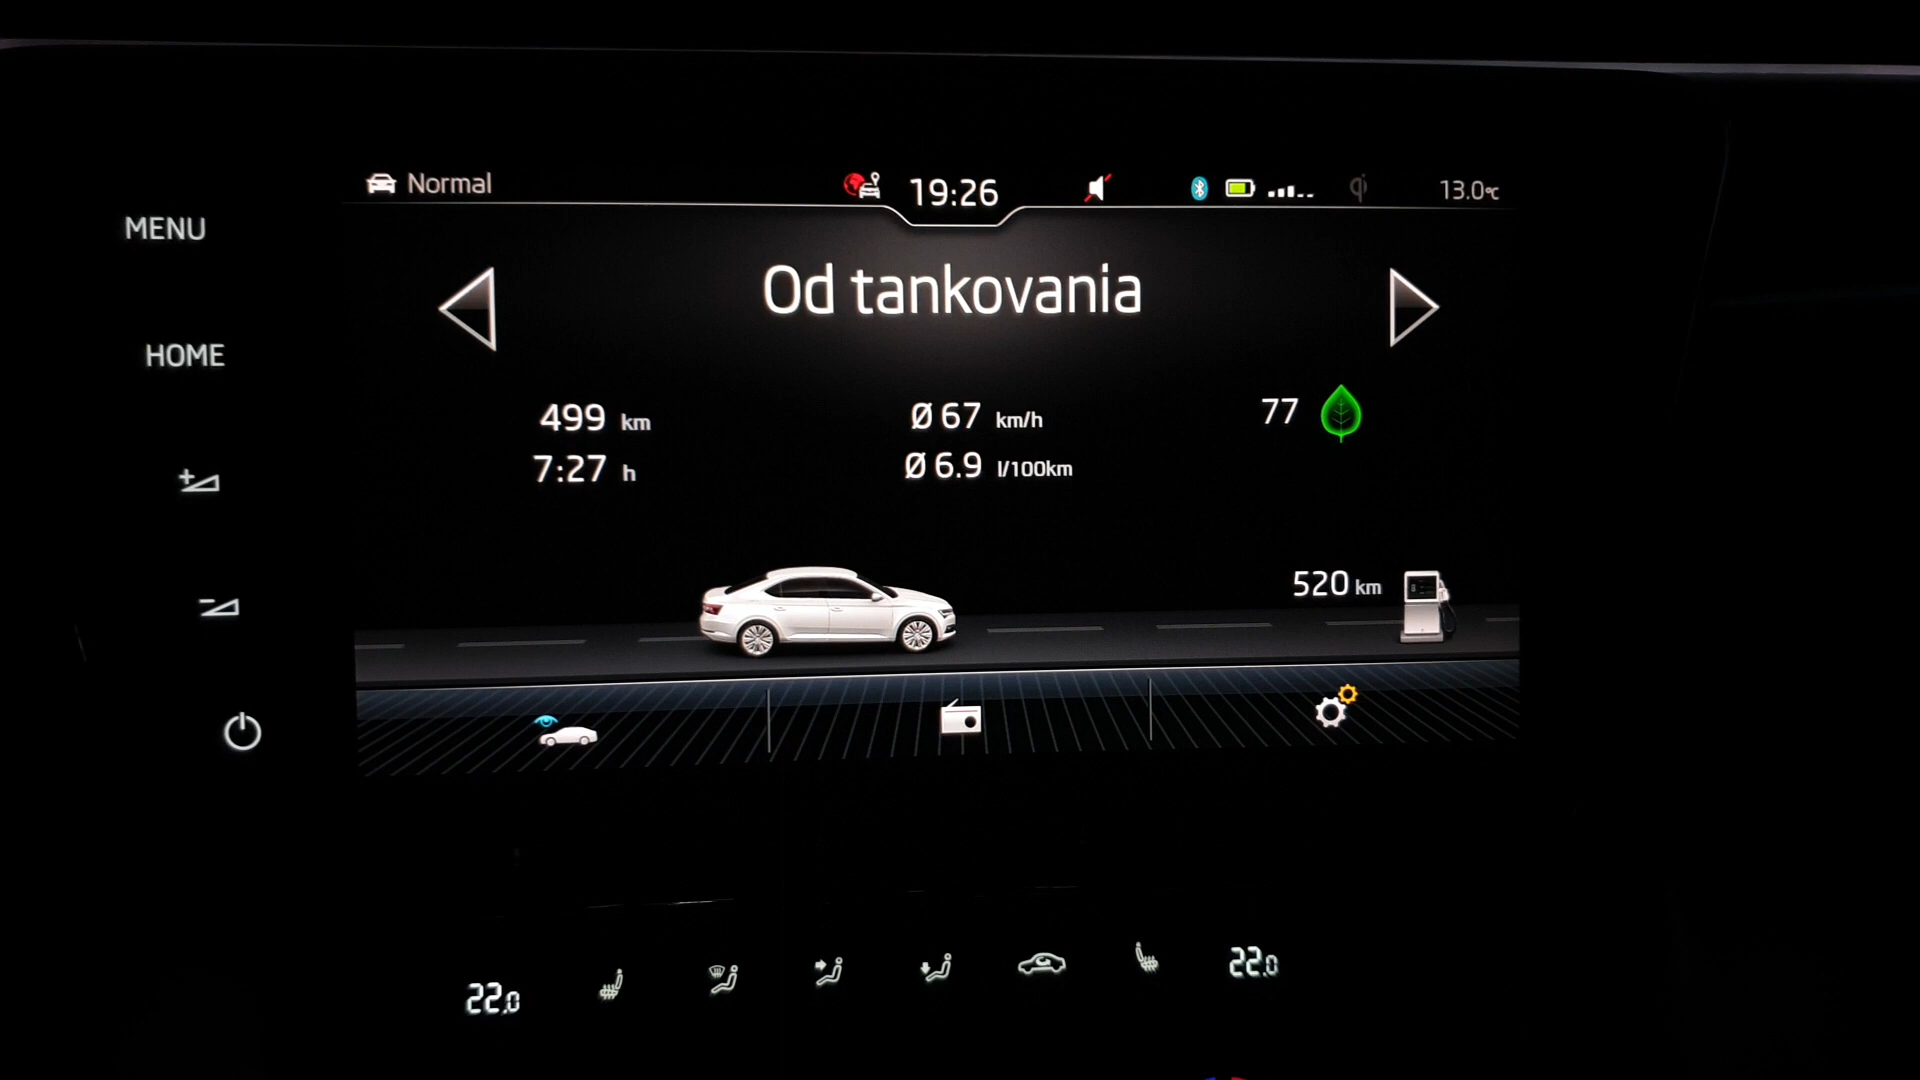 Normal
19:26
13.0°C
MENU
Od tankovania
HOME
499 km
Ø 67 km/h
77
7:27 h
Ø 6.9 l/100km
520 km
22.0
22.0